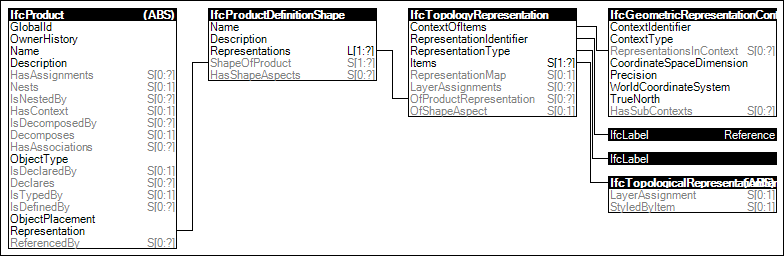 IfcProduct (ABS)
GlobalId
OwnerHistory
Name
Description
HasAssignments S[0:?]
Nests S[0:1]
IsNestedBy S[0:?]
HasContext S[0:1]
IsDecomposedBy S[0:?]
Decomposes S[0:1]
HasAssociations S[0:?]
ObjectType
IsDeclaredBy S[0:1]
Declares S[0:?]
IsTypedBy S[0:1]
IsDefinedBy S[0:?]
ObjectPlacement
Representation
ReferencedBy S[0:?]
IfcProductDefinitionShape
Name
Description
Representations L[1:?]
ShapeOfProduct S[1:?]
HasShapeAspects S[0:?]
IfcTopologyRepresentation
ContextOfItems
RepresentationIdentifier
RepresentationType
Items S[1:?]
RepresentationMap S[0:1]
LayerAssignments S[0:?]
OfProductRepresentation S[0:?]
OfShapeAspect S[0:1]
IfcGeometricRepresentationCon
ContextIdentifier
ContextType
RepresentationsInContext S[0:?]
CoordinateSpaceDimension
Precision
WorldCoordinateSystem
TrueNorth
HasSubContexts S[0:?]
IfcLabel Reference
IfcLabel
(ABS)
LayerAssignment S[0:1]
StyledByItem S[0:1]